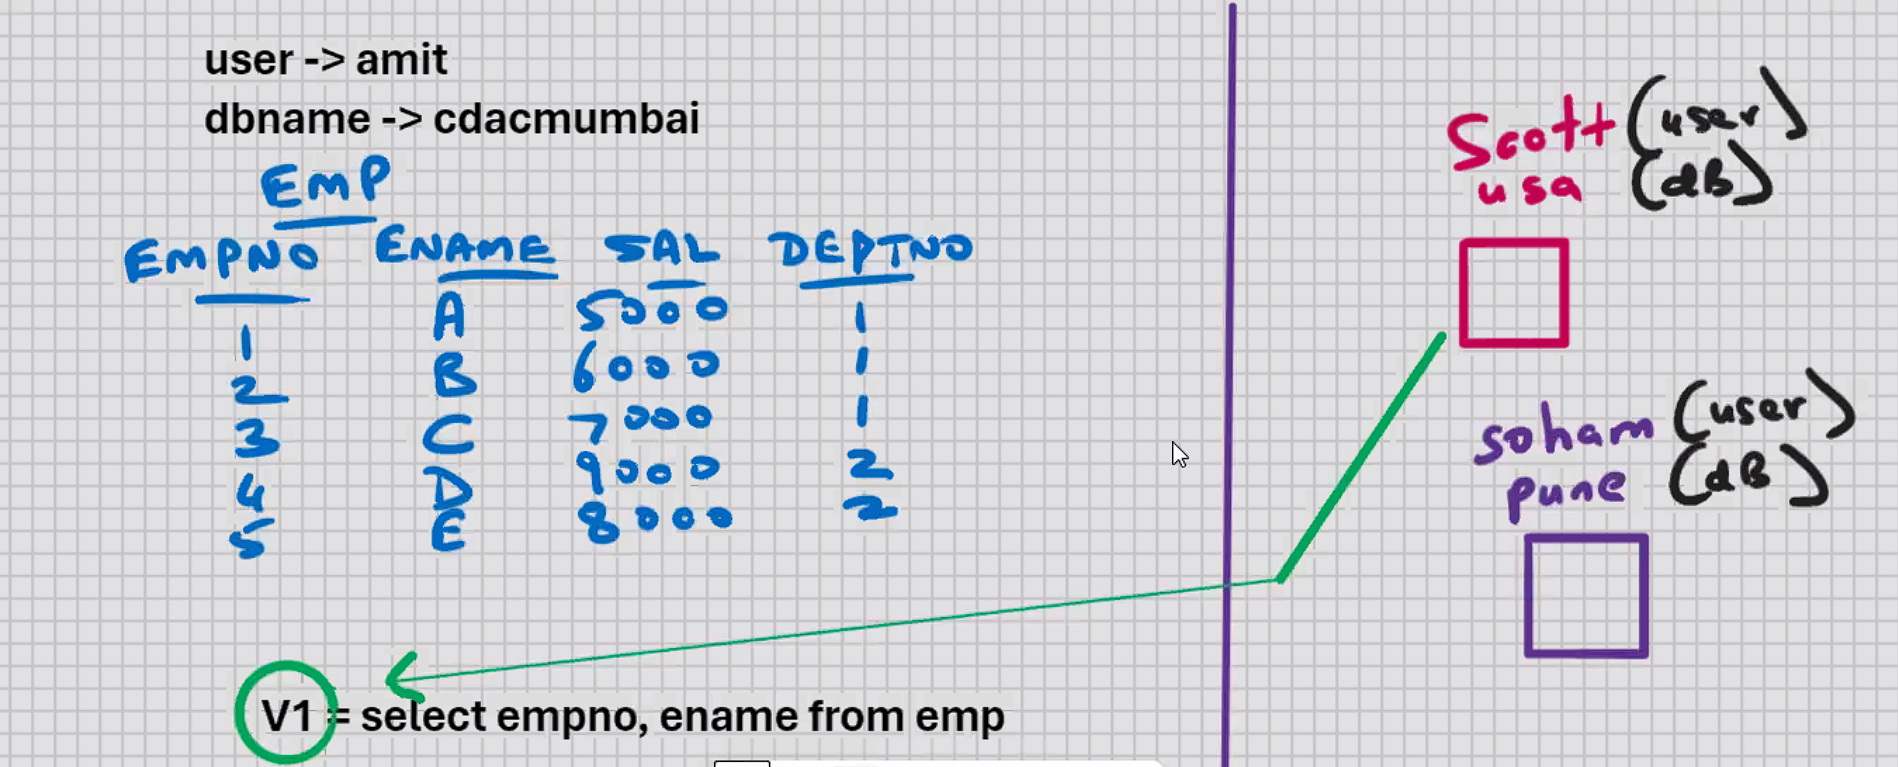 user -> amit
dbname -> cdacmumbai
EMP
EMPNO ENAME SAL DEPTNO
1 A 5000 1
2 B 6000 1
3 C 7000 1
4 D 9000 2
5 E 8000 2
V1 = select empno, ename from emp
Scott (user)
usa (dB)
soham (user)
pune (dB)